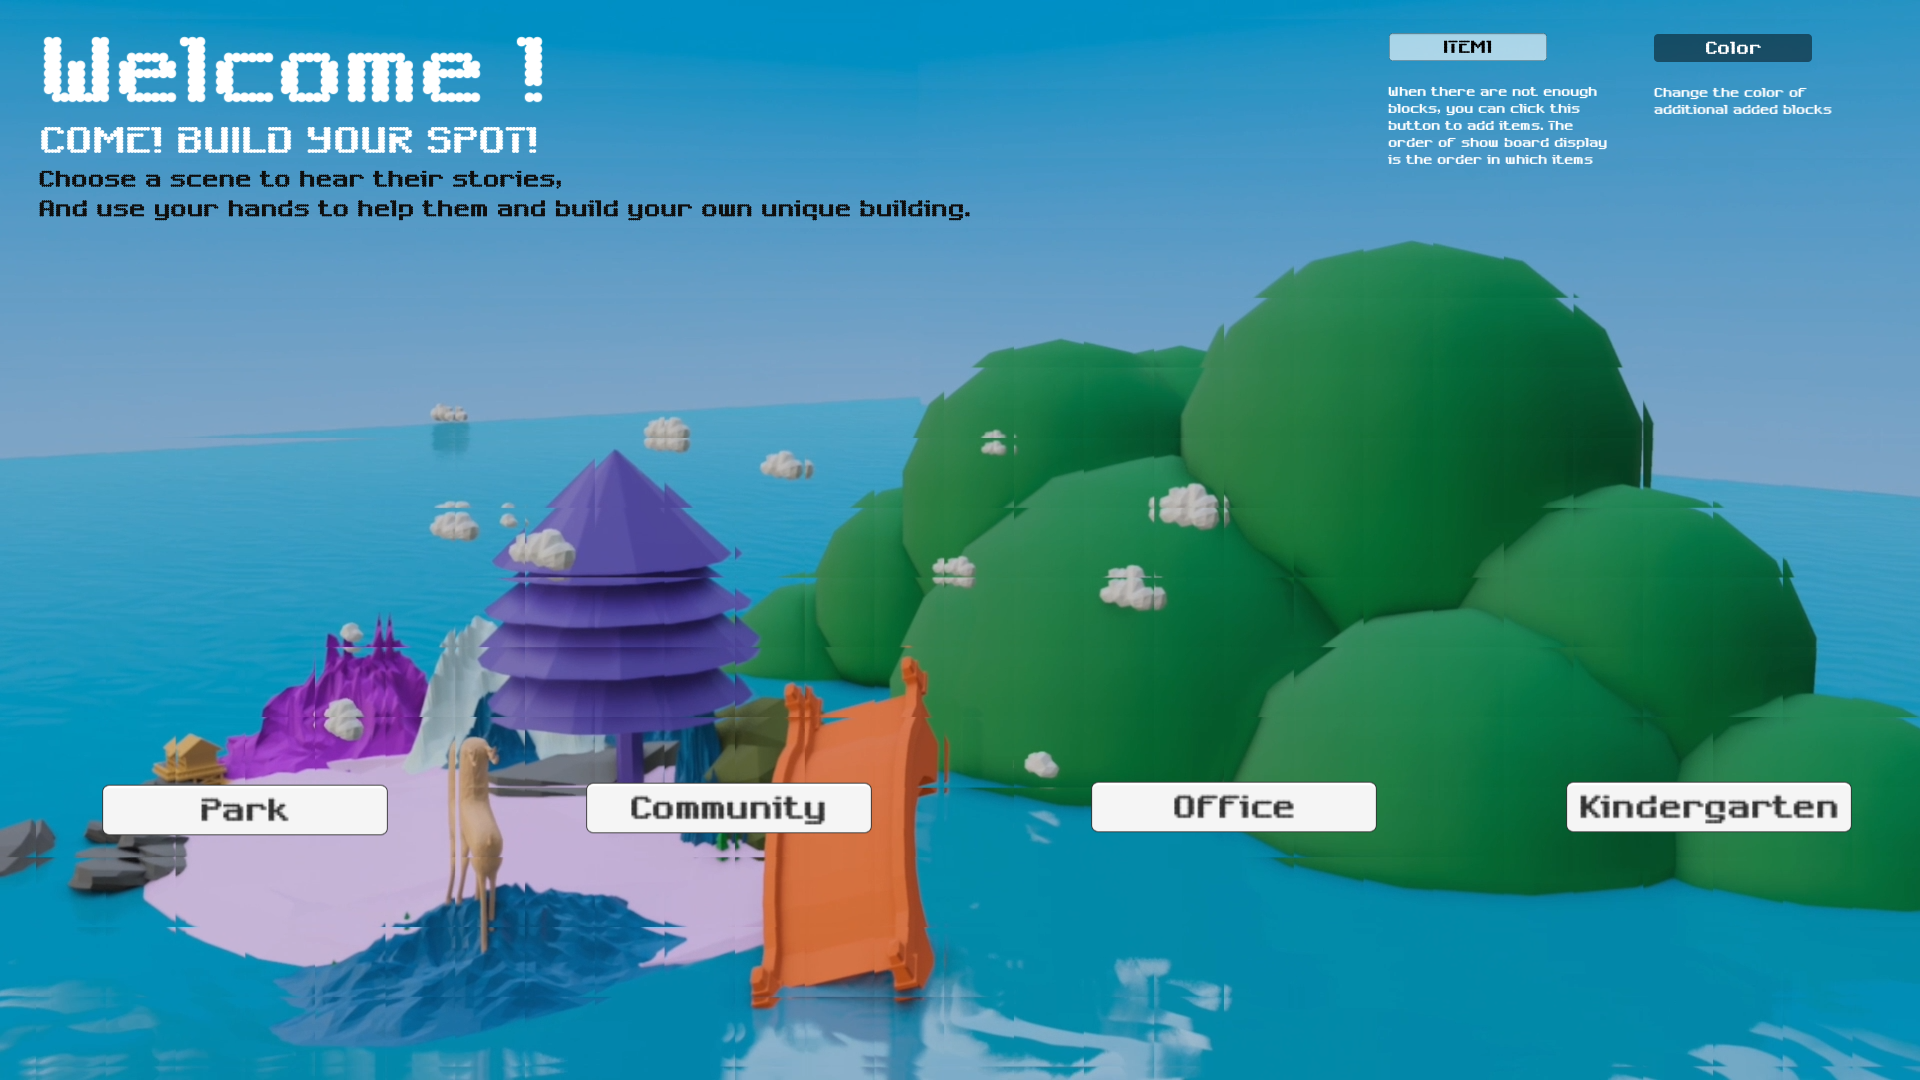 Welcome !
COME! BUILD YOUR SPOT!
Choose a scene to hear their stories,
And use your hands to help them and build your own unique building.
ITEM1
When there are not enough
blocks, you can click this
button to add items. The
order of show board display
is the order in which items
Color
Change the color of
additional added blocks
Park
Community
Office
Kindergarten